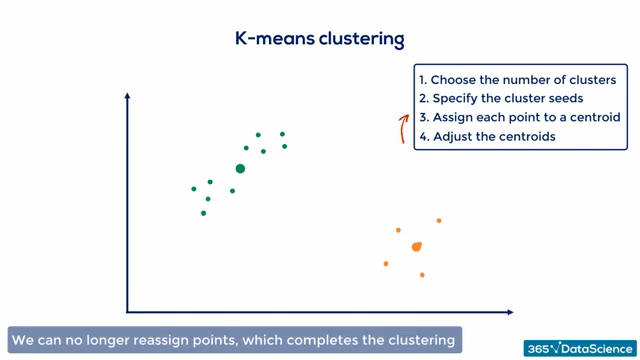 K-means clustering
1. Choose the number of clusters
2. Specify the cluster seeds
3. Assign each point to a centroid
4. Adjust the centroids
We can no longer reassign points, which completes the clustering
365 DataScience